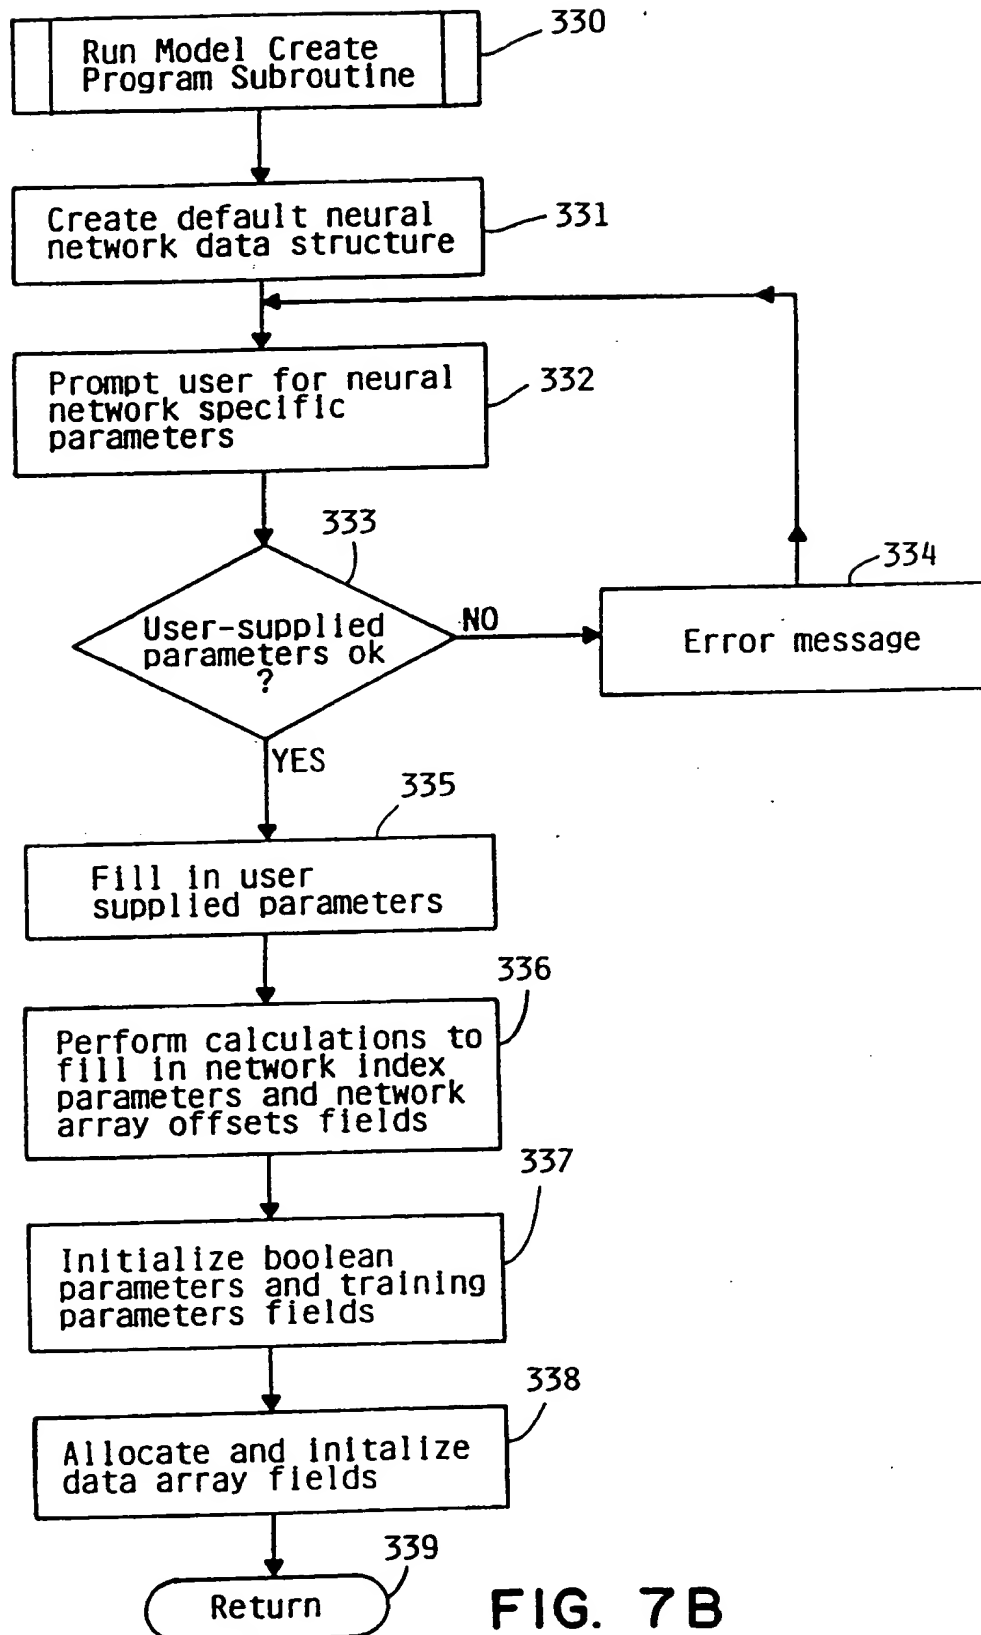 330
Run Model Create
Program Subroutine
331
Create default neural
network data structure
332
Prompt user for neural
network specific
parameters
333
User-supplied
parameters ok
?
NO
334
Error message
YES
335
Fill in user
supplied parameters
336
Perform calculations to
fill in network index
parameters and network
array offsets fields
337
Initialize boolean
parameters and training
parameters fields
338
Allocate and initalize
data array fields
339
Return
FIG. 7B